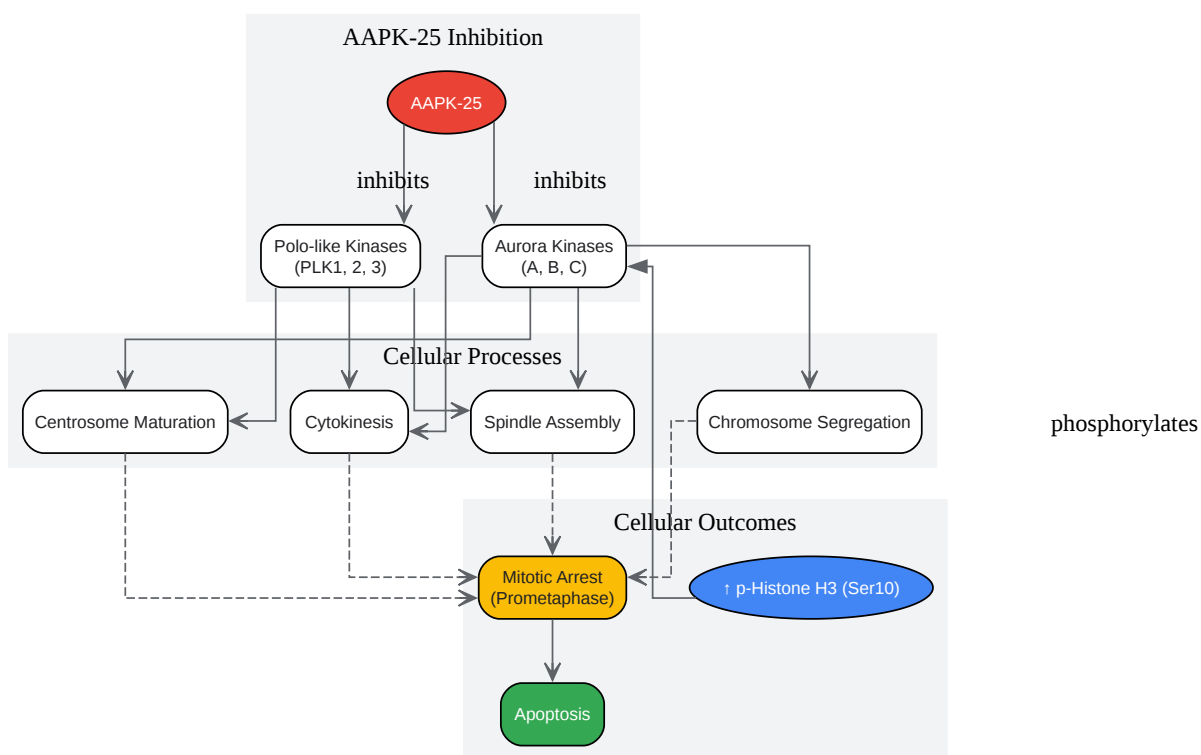 AAPK-25 Inhibition
AAPK-25
inhibits
inhibits
Polo-like Kinases
(PLK1, 2, 3)
Aurora Kinases
(A, B, C)
Cellular Processes
Centrosome Maturation
Cytokinesis
Spindle Assembly
Chromosome Segregation
phosphorylates
Cellular Outcomes
Mitotic Arrest
(Prometaphase)
↑ p-Histone H3 (Ser10)
Apoptosis